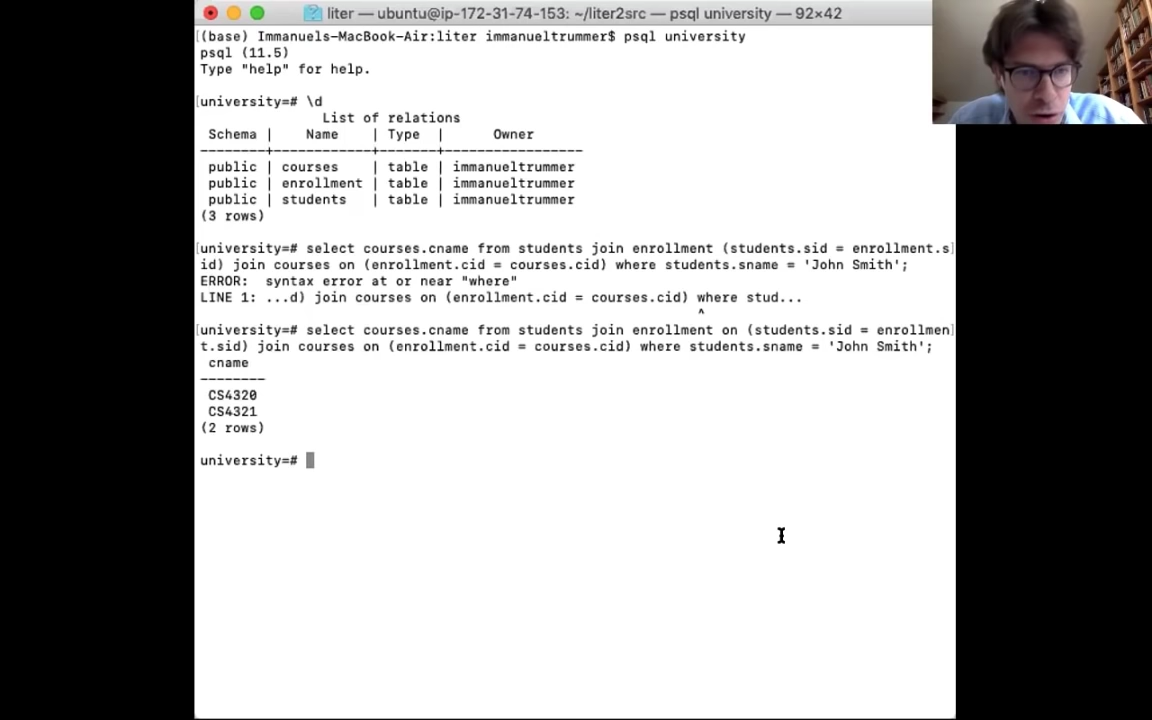 liter — ubuntu@ip-172-31-74-153: ~/liter2src — psql university — 92×42
[(base) Immanuels-MacBook-Air:liter immanueltrummer$ psql university
psql (11.5)
Type "help" for help.
[university=# \d
List of relations
Schema | Name | Type | Owner
--------+------------+-------+-----------------
public | courses | table | immanueltrummer
public | enrollment | table | immanueltrummer
public | students | table | immanueltrummer
(3 rows)
[university=# select courses.cname from students join enrollment (students.sid = enrollment.s]
id) join courses on (enrollment.cid = courses.cid) where students.sname = 'John Smith';
ERROR:  syntax error at or near "where"
LINE 1: ...d) join courses on (enrollment.cid = courses.cid) where stud...
^
[university=# select courses.cname from students join enrollment on (students.sid = enrollmen]
t.sid) join courses on (enrollment.cid = courses.cid) where students.sname = 'John Smith';
cname
--------
CS4320
CS4321
(2 rows)
university=#